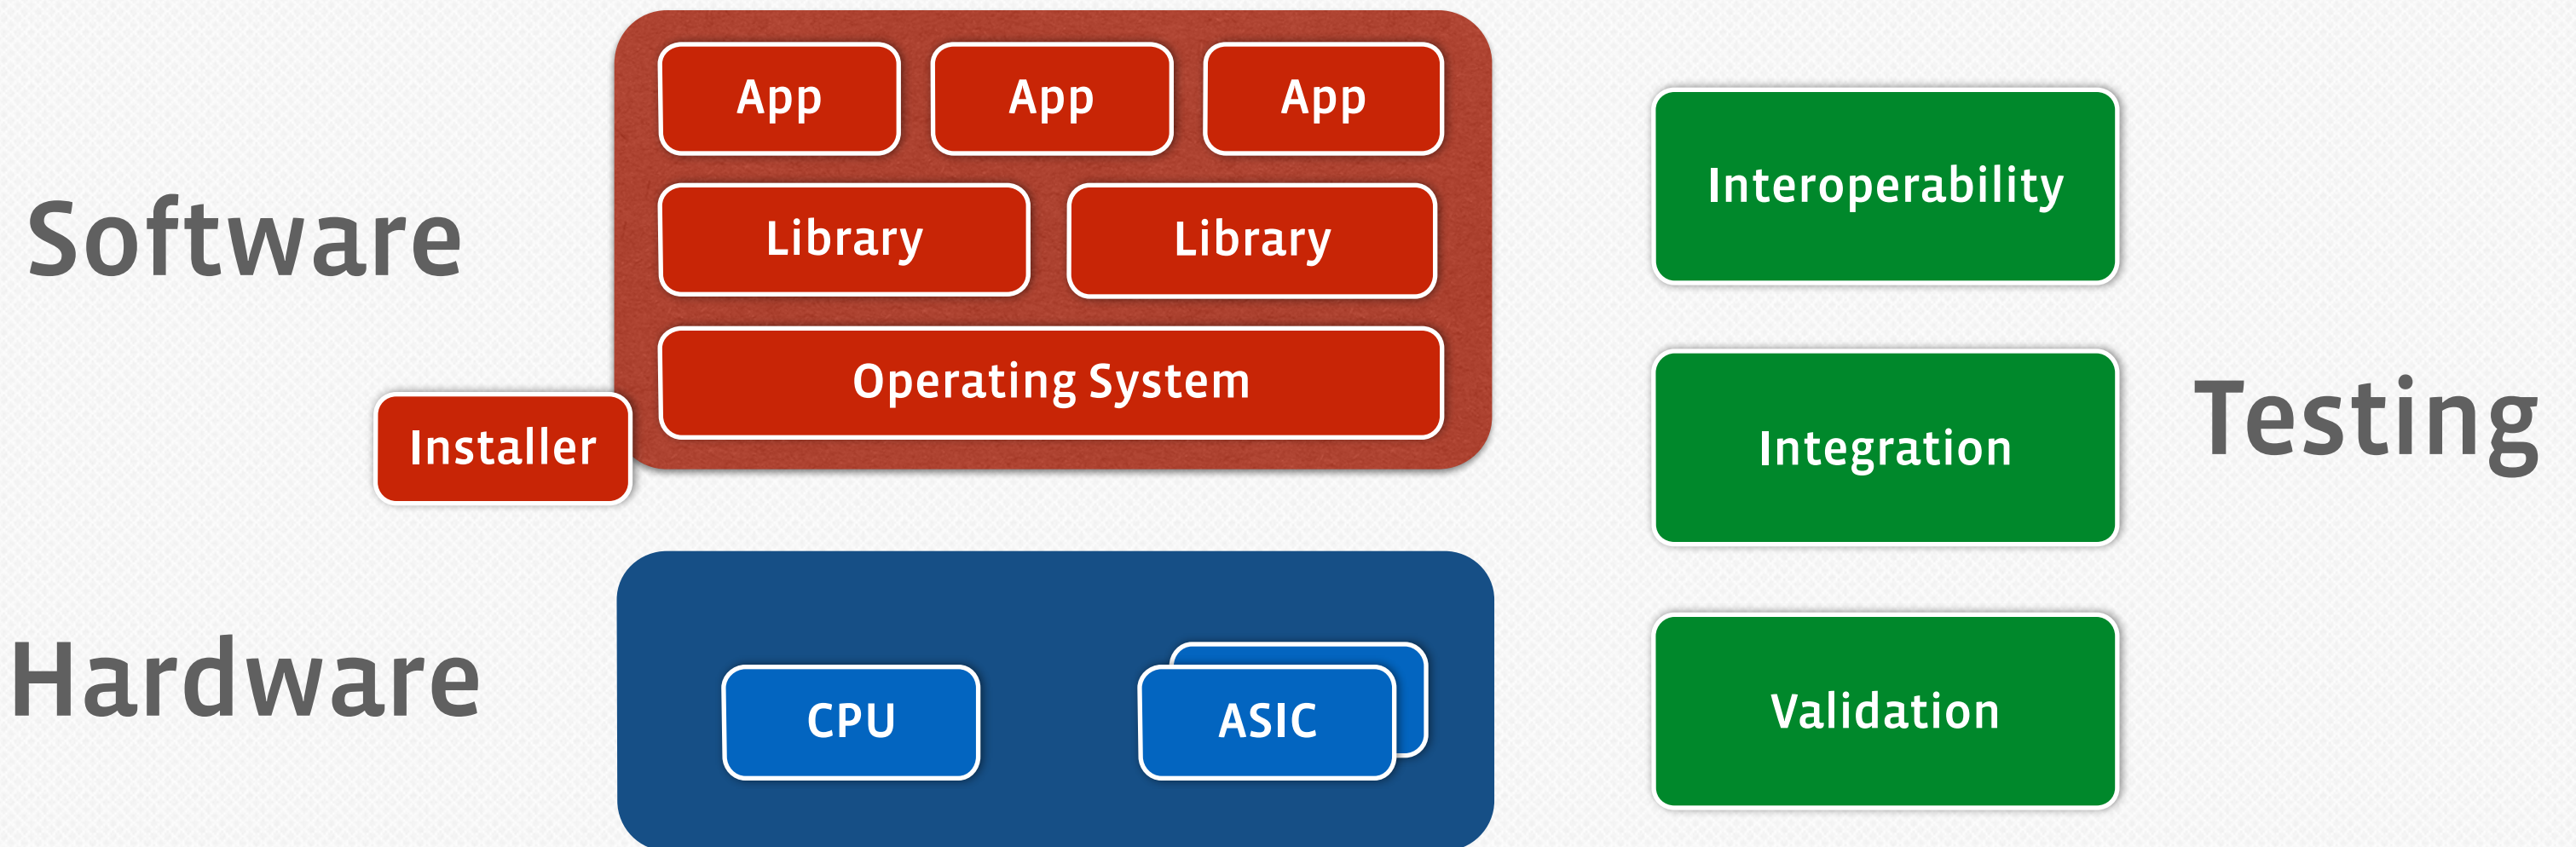 Software
App
App
App
Library
Library
Operating System
Installer
Hardware
CPU
ASIC
Interoperability
Integration
Validation
Testing